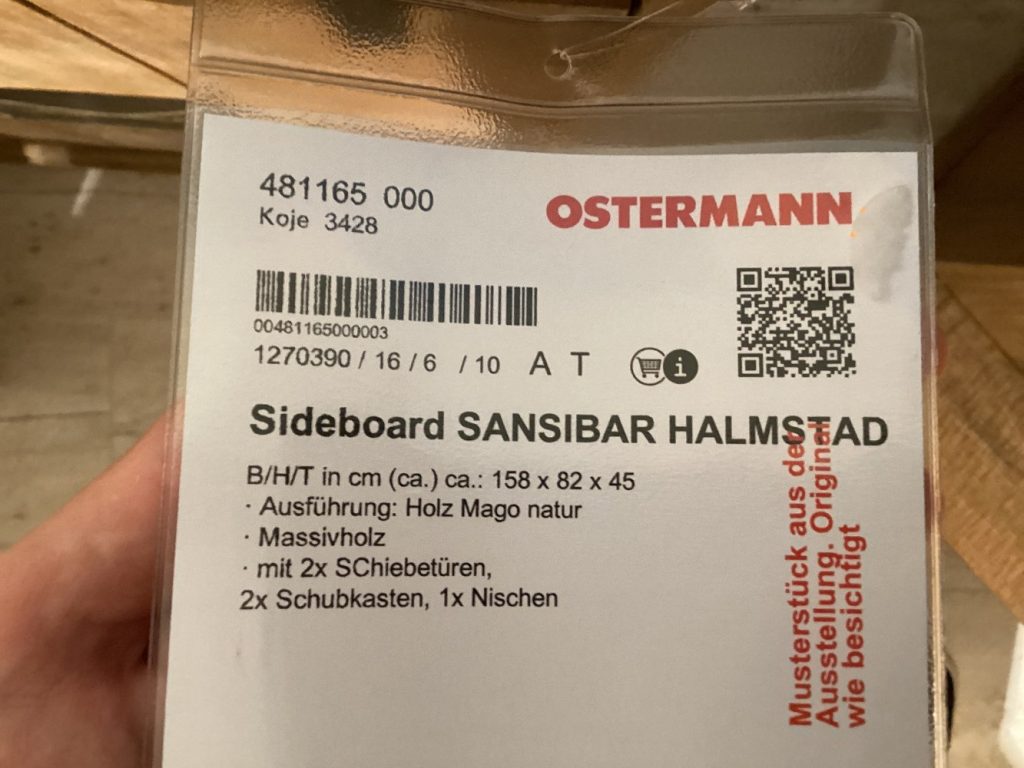 481165 000
Koje 3428
OSTERMANN
00481165000003
1270390 / 16 / 6 / 10 A T
i
Sideboard SANSIBAR HALMSTAD
B/H/T in cm (ca.) ca.: 158 x 82 x 45
· Ausführung: Holz Mago natur
· Massivholz
· mit 2x SChiebetüren,
2x Schubkasten, 1x Nischen
Musterstück aus der
Ausstellung. Original
wie besichtigt